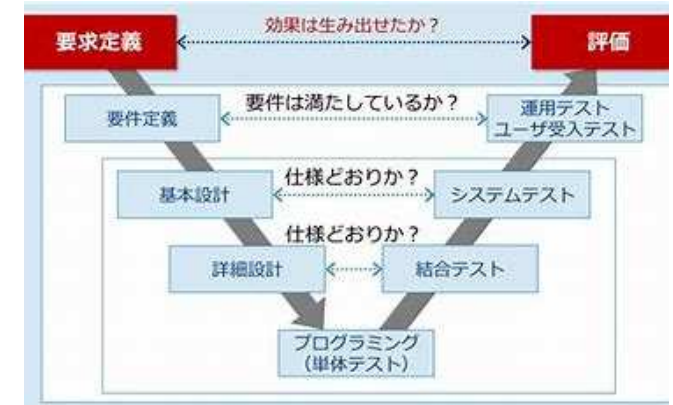 要求定義
効果は生み出せたか？
評価
要件定義
要件は満たしているか？
運用テスト
ユーザ受入テスト
基本設計
仕様どおりか？
システムテスト
仕様どおりか？
詳細設計
結合テスト
プログラミング
（単体テスト）